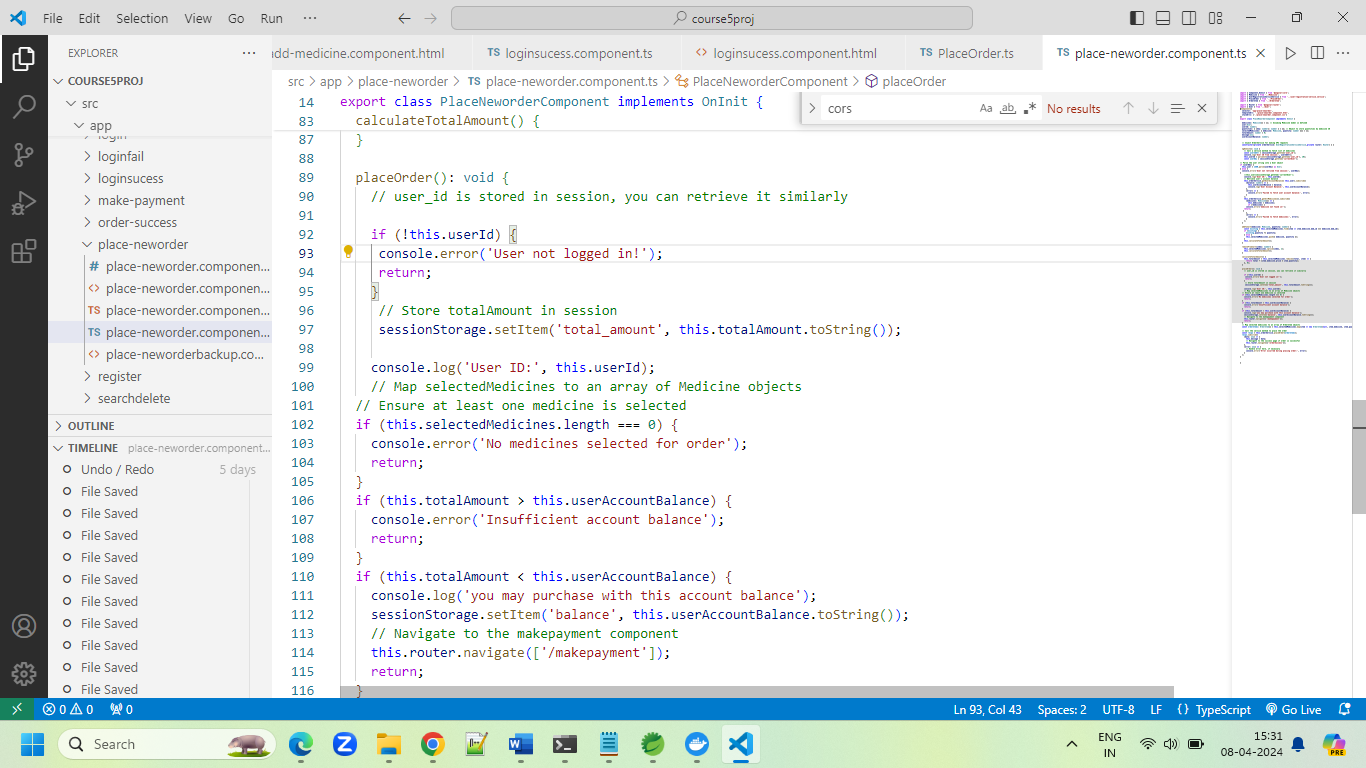 File Edit Selection View Go Run ··· course5proj
EXPLORER ···
COURSE5PROJ
src
app
login
loginfail
loginsucess
make-payment
order-success
place-neworder
# place-neworder.componen...
<> place-neworder.componen...
TS place-neworder.componen...
TS place-neworder.componen...
<> place-neworderbackup.co...
register
searchdelete
OUTLINE
TIMELINE place-neworder.component...
Undo / Redo 5 days
File Saved
File Saved
File Saved
File Saved
File Saved
File Saved
File Saved
File Saved
File Saved
File Saved
add-medicine.component.html TS loginsucess.component.ts <> loginsucess.component.html TS PlaceOrder.ts TS place-neworder.component.ts
src > app > place-neworder > TS place-neworder.component.ts > PlaceNeworderComponent > placeOrder
cors Aa ab .* No results
14 export class PlaceNeworderComponent implements OnInit {
83 calculateTotalAmount() {
87 }
88
89 placeOrder(): void {
90 // user_id is stored in session, you can retrieve it similarly
91
92 if (!this.userId) {
93 console.error('User not logged in!');
94 return;
95 }
96 // Store totalAmount in session
97 sessionStorage.setItem('total_amount', this.totalAmount.toString());
98
99 console.log('User ID:', this.userId);
100 // Map selectedMedicines to an array of Medicine objects
101 // Ensure at least one medicine is selected
102 if (this.selectedMedicines.length === 0) {
103 console.error('No medicines selected for order');
104 return;
105 }
106 if (this.totalAmount > this.userAccountBalance) {
107 console.error('Insufficient account balance');
108 return;
109 }
110 if (this.totalAmount < this.userAccountBalance) {
111 console.log('you may purchase with this account balance');
112 sessionStorage.setItem('balance', this.userAccountBalance.toString());
113 // Navigate to the makepayment component
114 this.router.navigate(['/makepayment']);
115 return;
116 }
0 0 0 Ln 93, Col 43 Spaces: 2 UTF-8 LF {} TypeScript Go Live
Search
ENG
IN
15:31
08-04-2024
PRE